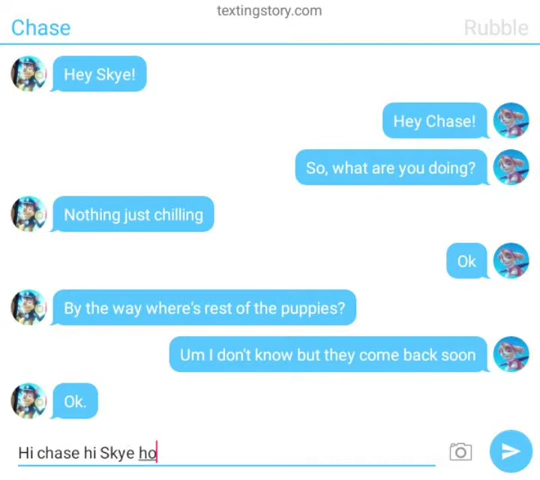 textingstory.com
Chase
Rubble
Hey Skye!
Hey Chase!
So, what are you doing?
Nothing just chilling
Ok
By the way where's rest of the puppies?
Um I don't know but they come back soon
Ok.
Hi chase hi Skye ho